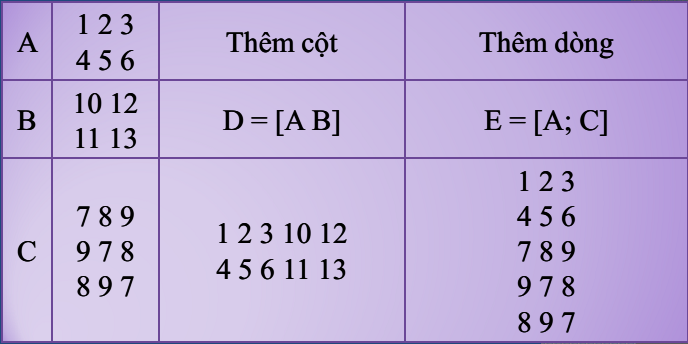 A
1 2 3
4 5 6
Thêm cột
Thêm dòng
B
10 12
11 13
D = [A B]
E = [A; C]
C
7 8 9
9 7 8
8 9 7
1 2 3 10 12
4 5 6 11 13
1 2 3
4 5 6
7 8 9
9 7 8
8 9 7